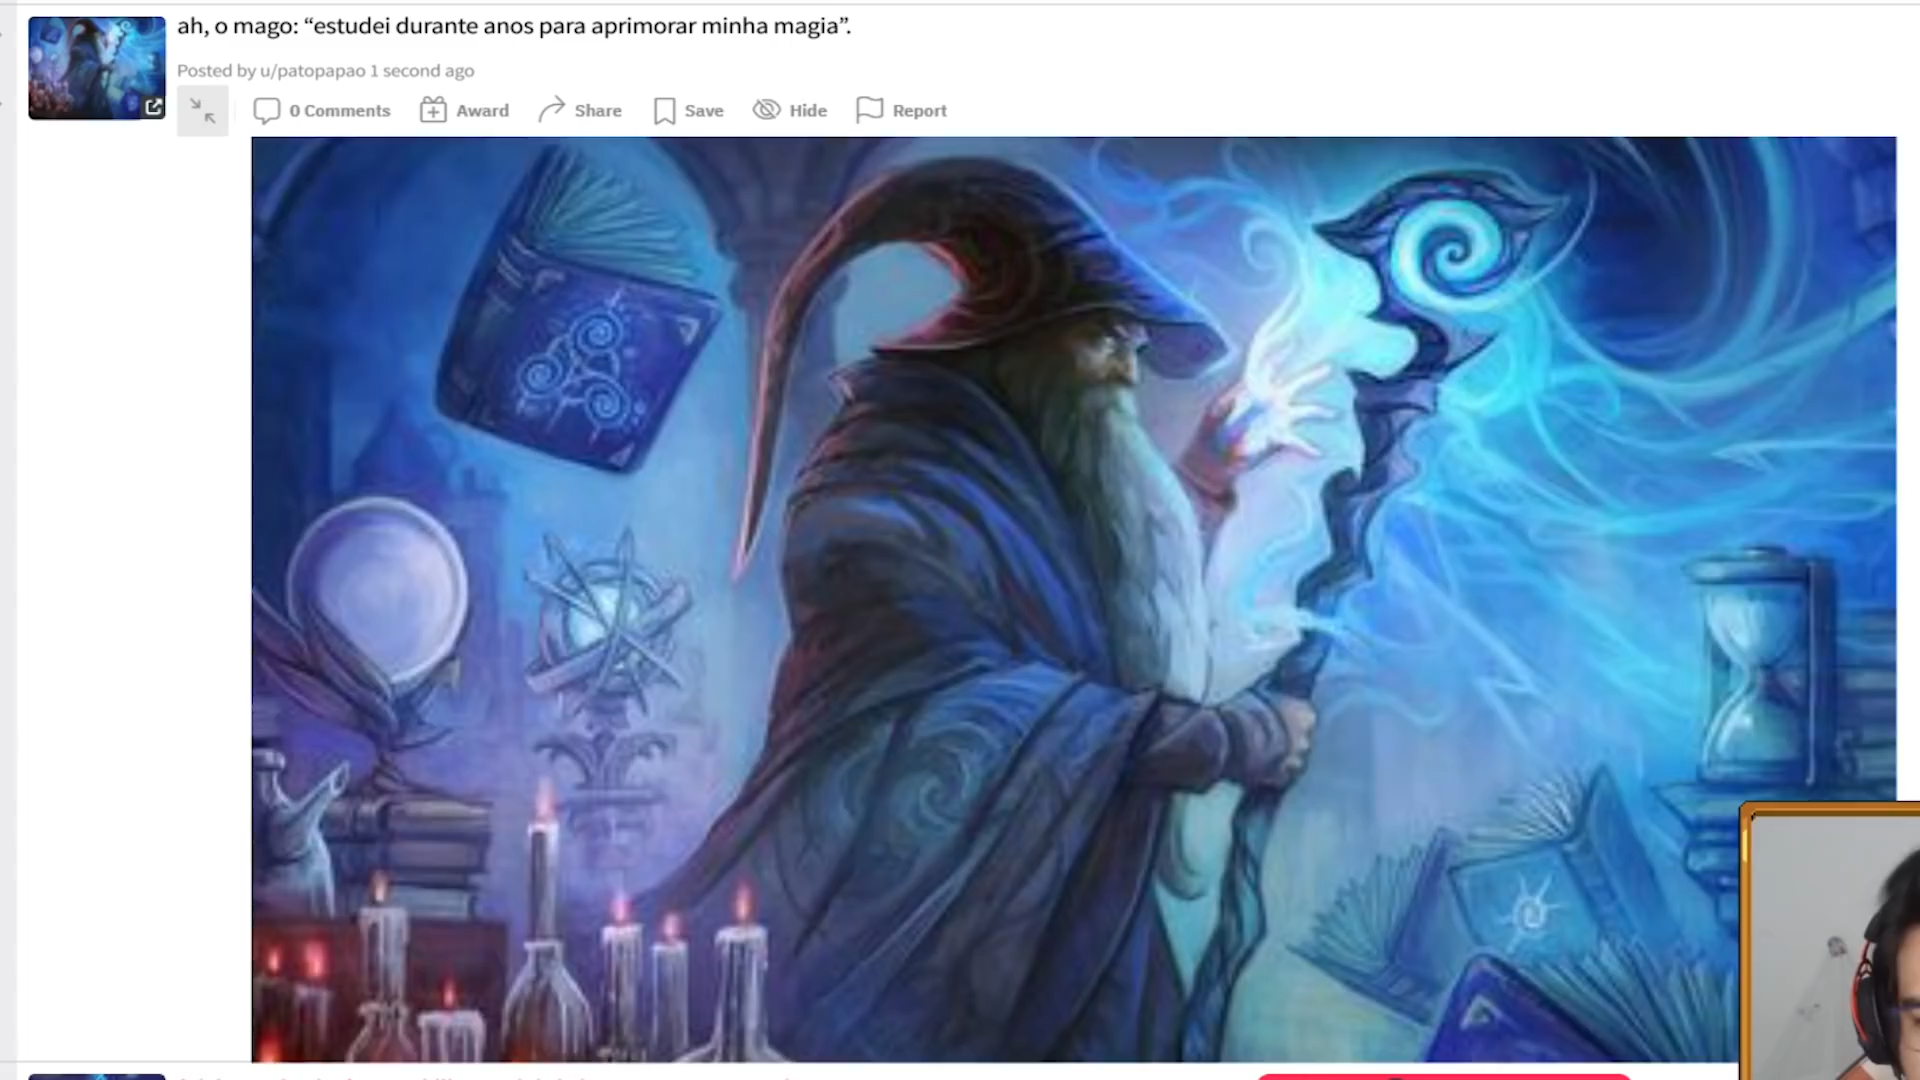 ah, o mago: “estudei durante anos para aprimorar minha magia”.
Posted by u/patopapao 1 second ago
0 Comments Award Share Save Hide Report